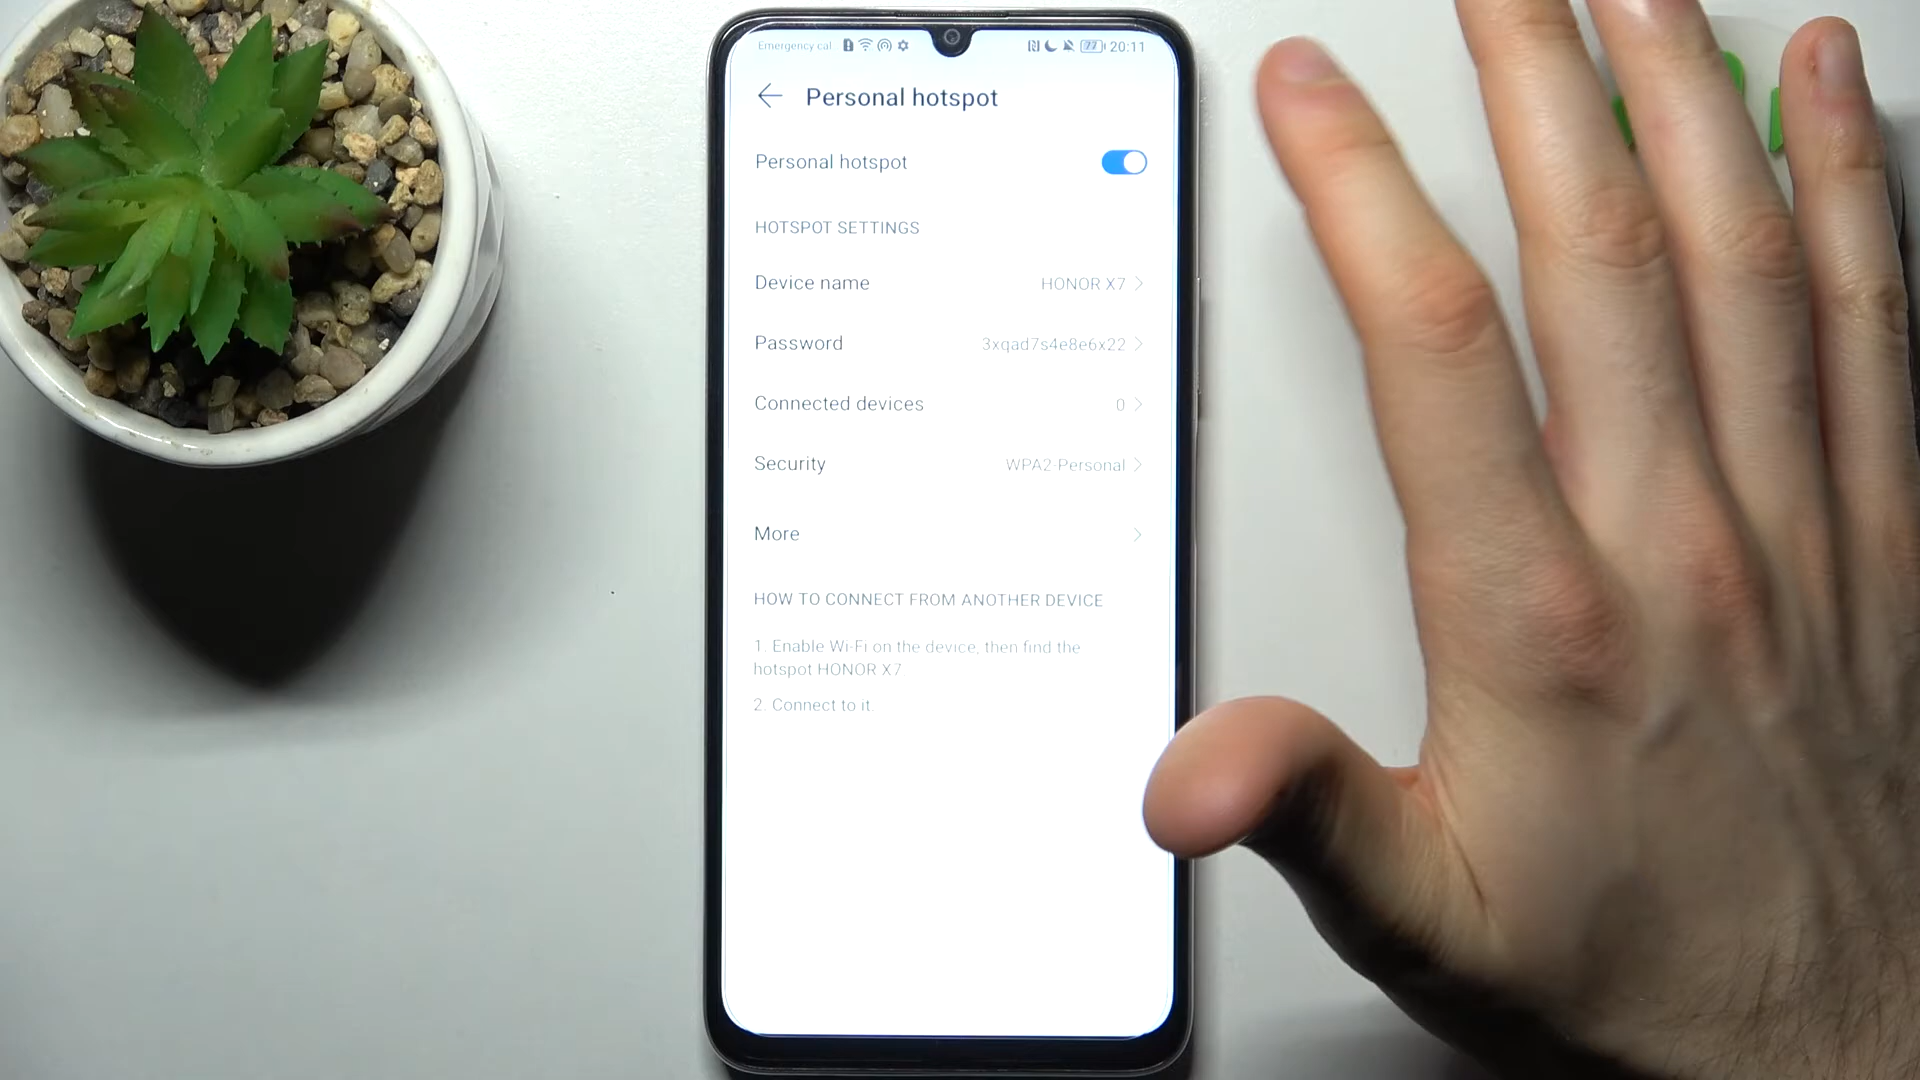 Emergency cal 77 20:11
Personal hotspot
Personal hotspot
HOTSPOT SETTINGS
Device name HONOR X7
Password 3xqad7s4e8e6x22
Connected devices 0
Security WPA2-Personal
More
HOW TO CONNECT FROM ANOTHER DEVICE
1. Enable Wi-Fi on the device, then find the
hotspot HONOR X7
2. Connect to it.